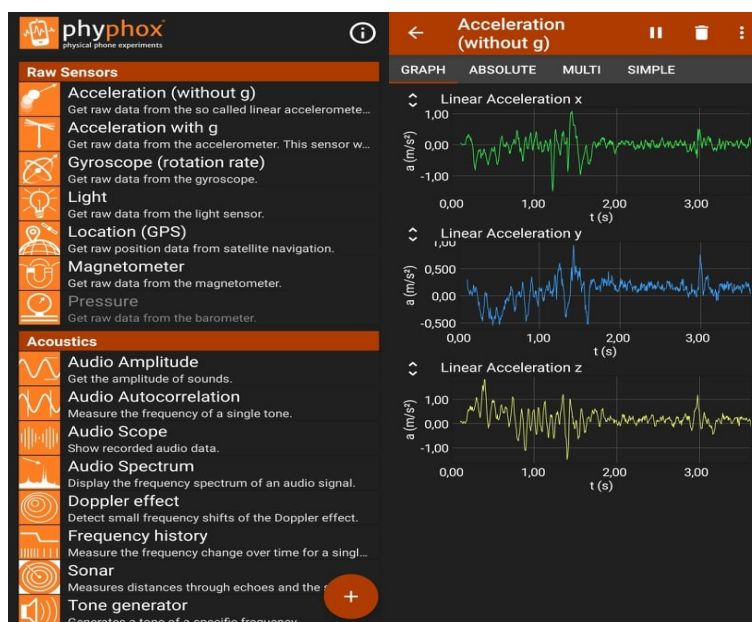 phyphox
physical phone experiments
Raw Sensors
Acceleration (without g)
Get raw data from the so called linear acceleromete...
Acceleration with g
Get raw data from the accelerometer. This sensor w...
Gyroscope (rotation rate)
Get raw data from the gyroscope.
Light
Get raw data from the light sensor.
Location (GPS)
Get raw position data from satellite navigation.
Magnetometer
Get raw data from the magnetometer.
Pressure
Get raw data from the barometer.
Acoustics
Audio Amplitude
Get the amplitude of sounds.
Audio Autocorrelation
Measure the frequency of a single tone.
Audio Scope
Show recorded audio data.
Audio Spectrum
Display the frequency spectrum of an audio signal.
Doppler effect
Detect small frequency shifts of the Doppler effect.
Frequency history
Measure the frequency change over time for a singl...
Sonar
Measures distances through echoes and the
Tone generator
Generates a tone of a specific frequency.
+
Acceleration
(without g)
GRAPH ABSOLUTE MULTI SIMPLE
Linear Acceleration x
a (m/s²)
1,00
0,00
-1,00
0,00 1,00 2,00 3,00
t (s)
Linear Acceleration y
a (m/s²)
1,00
0,500
0,00
-0,500
0,00 1,00 2,00 3,00
t (s)
Linear Acceleration z
a (m/s²)
1,00
0,00
-1,00
0,00 1,00 2,00 3,00
t (s)